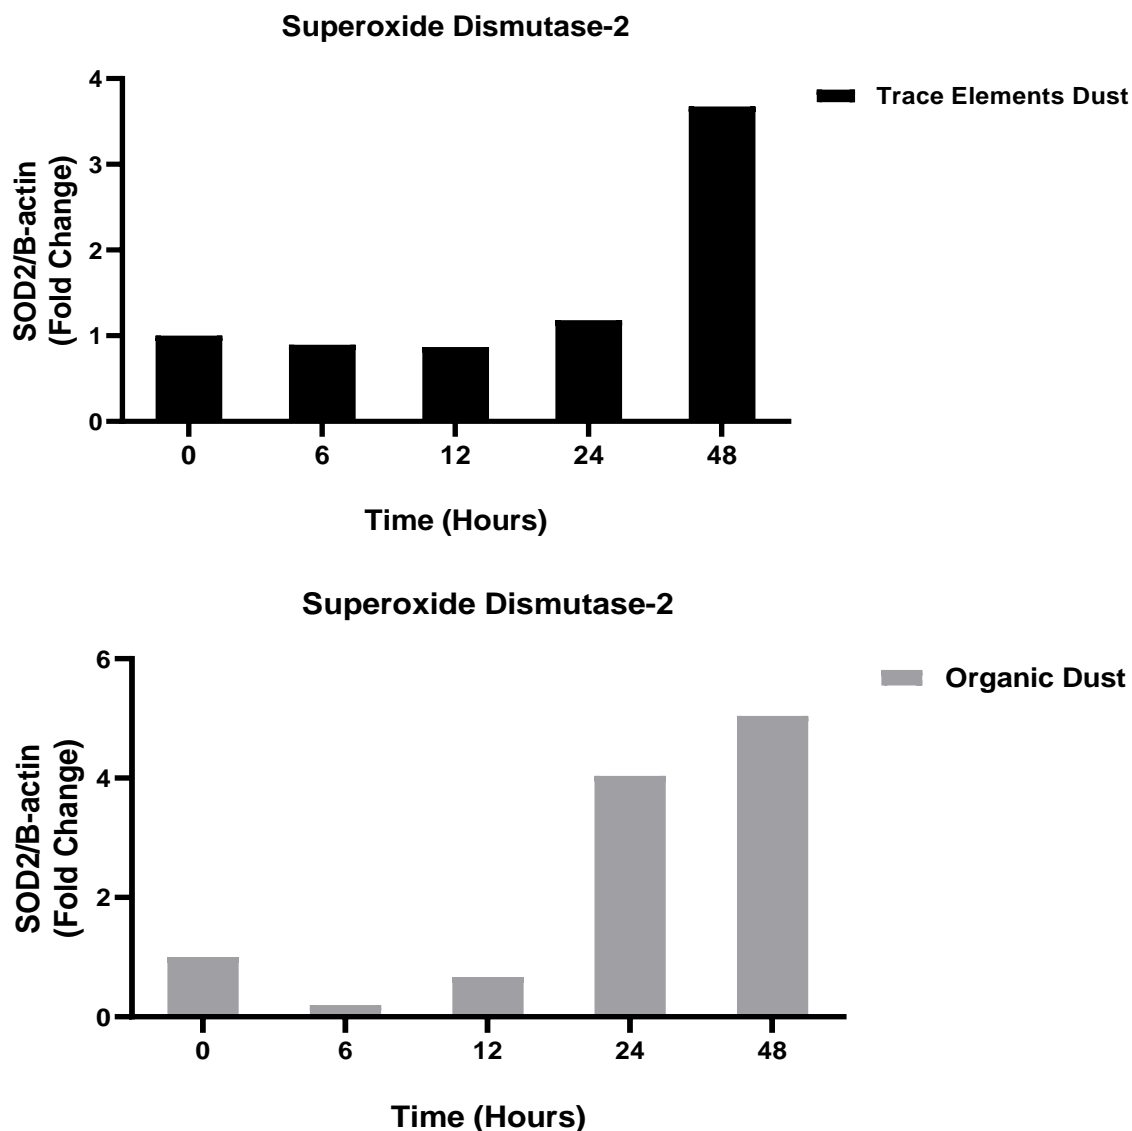 Superoxide Dismutase-2
Trace Elements Dust
SOD2/B-actin
(Fold Change)
4
3
2
1
0
0 6 12 24 48
Time (Hours)
Superoxide Dismutase-2
Organic Dust
SOD2/B-actin
(Fold Change)
6
4
2
0
0 6 12 24 48
Time (Hours)